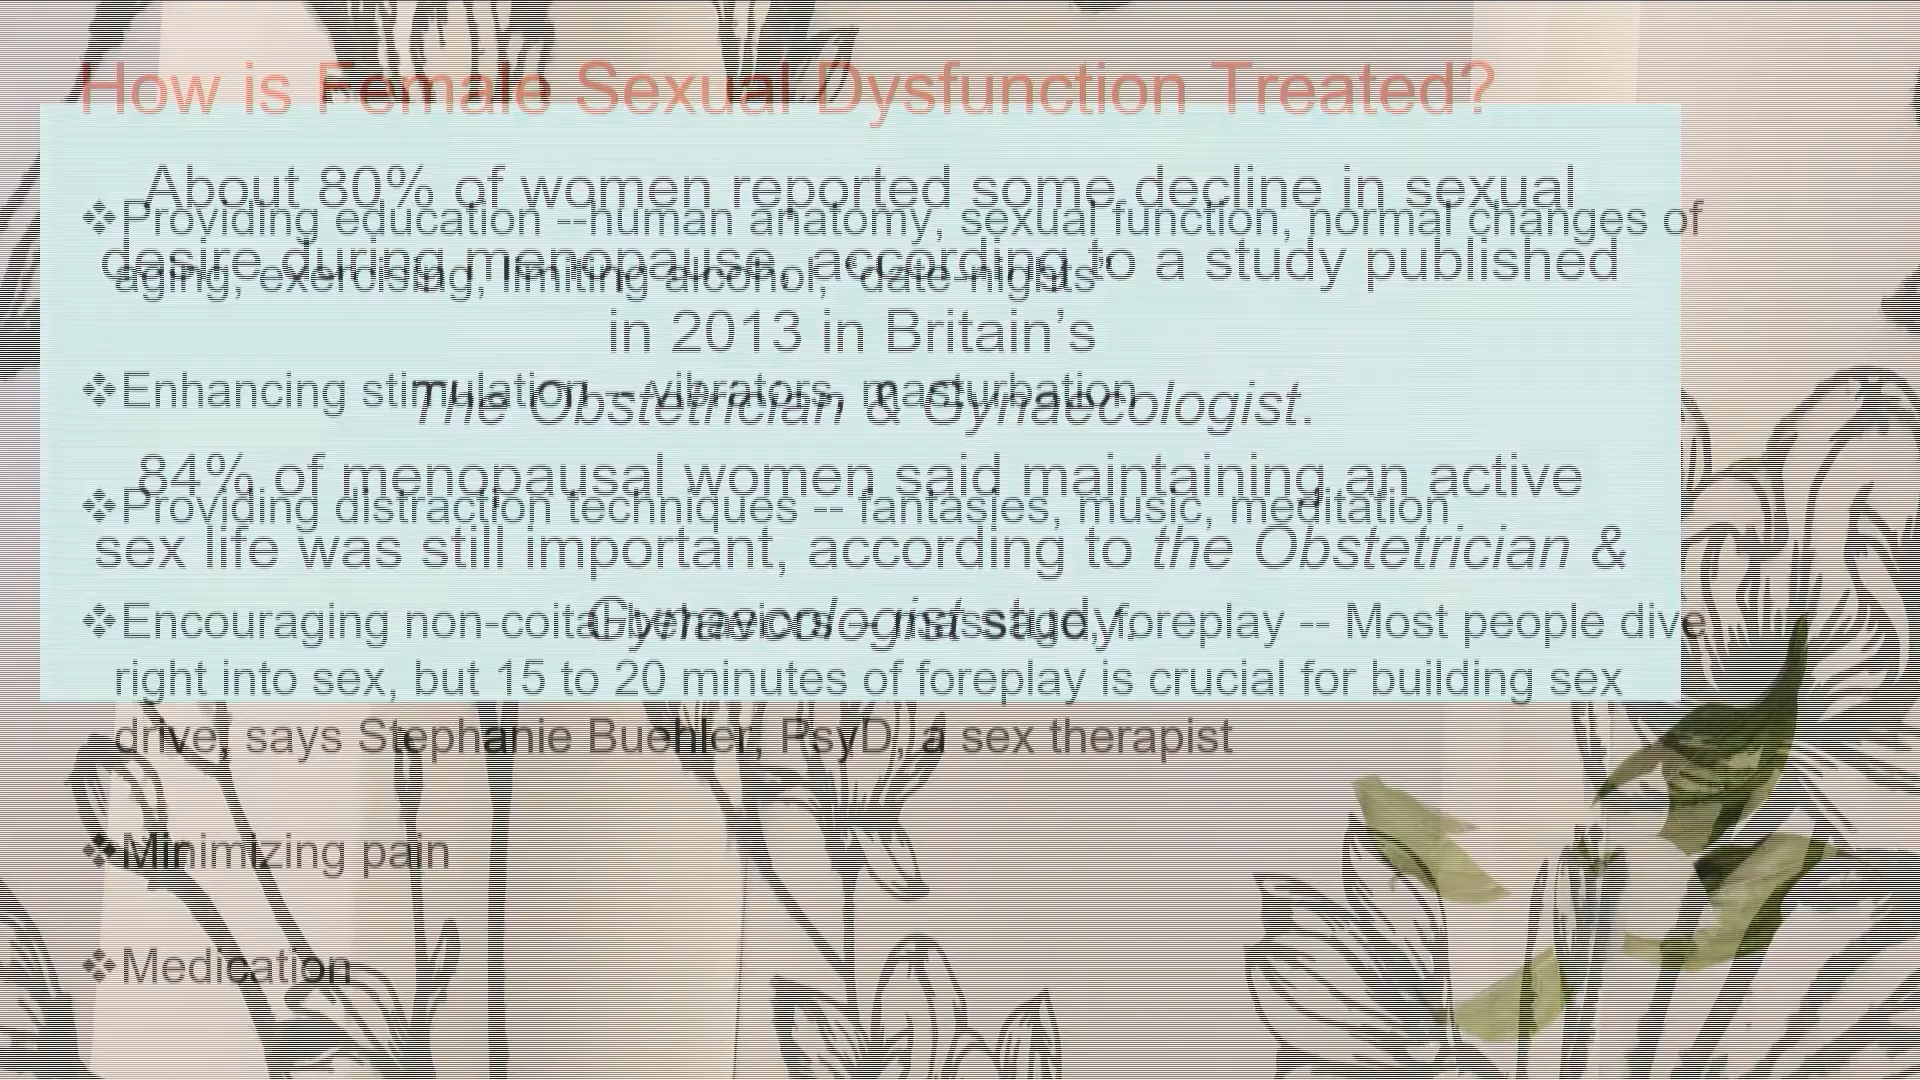 How is Female Sexual Dysfunction Treated?
About 80% of women reported some decline in sexual
desire during menopause, according to a study published
in 2013 in Britain’s
The Obstetrician & Gynaecologist.
84% of menopausal women said maintaining an active
sex life was still important, according to the Obstetrician &
Gynaecologist study.
❖Providing education --human anatomy, sexual function, normal changes of
aging, exercising, limiting alcohol, “date-nights”
❖Enhancing stimulation -- vibrators, masturbation
❖Providing distraction techniques -- fantasies, music, meditation
❖Encouraging non-coital behaviors -- massage, foreplay -- Most people dive
right into sex, but 15 to 20 minutes of foreplay is crucial for building sex
drive, says Stephanie Buehler, PsyD, a sex therapist
❖Minimizing pain
❖Medication